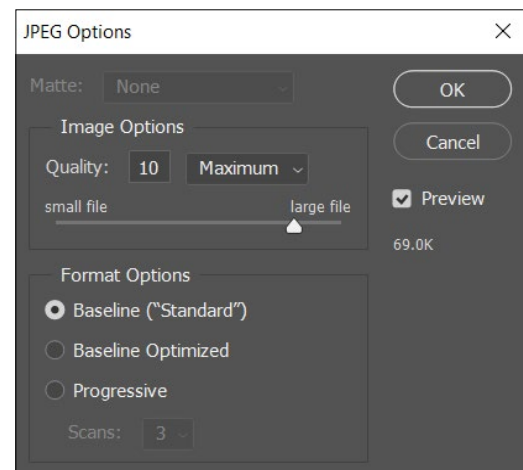 JPEG Options
Matte: None
OK
Image Options
Cancel
Quality: 10 Maximum
Preview
small file large file
69.0K
Format Options
Baseline (“Standard”)
Baseline Optimized
Progressive
Scans: 3